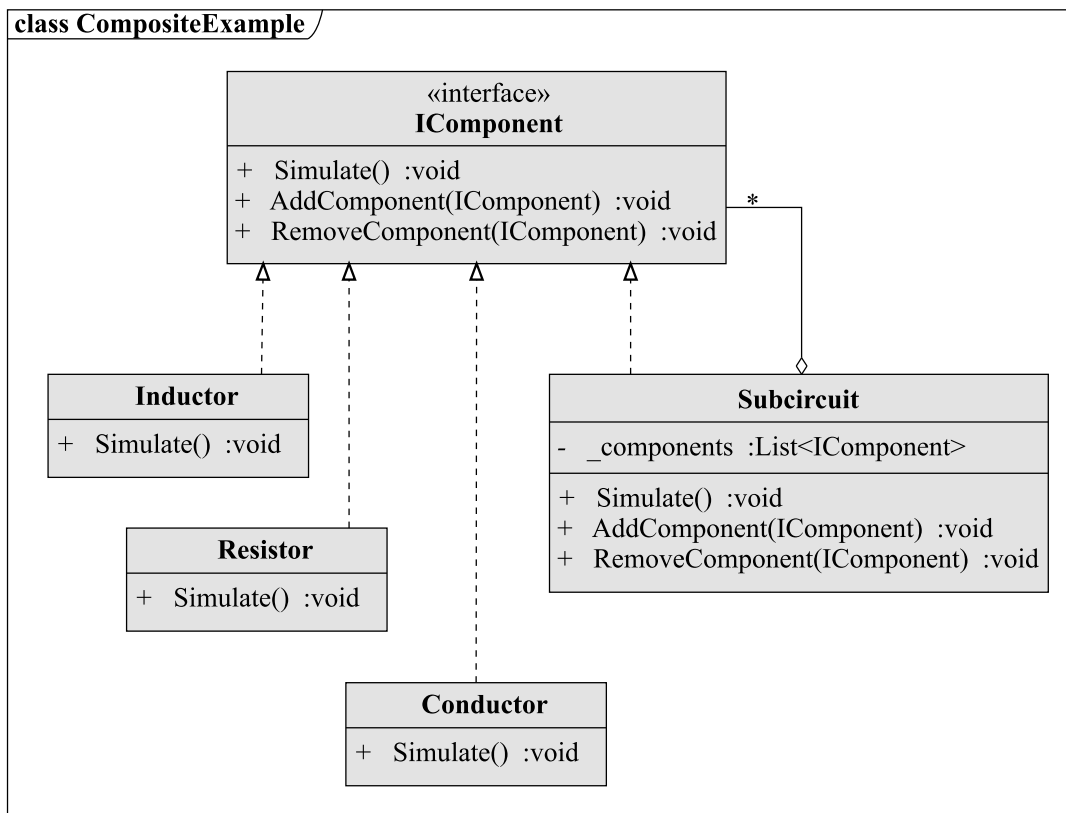 class CompositeExample
«interface»
IComponent
+ Simulate() :void
+ AddComponent(IComponent) :void
+ RemoveComponent(IComponent) :void
*
Inductor
+ Simulate() :void
Subcircuit
- _components :List<IComponent>
+ Simulate() :void
+ AddComponent(IComponent) :void
+ RemoveComponent(IComponent) :void
Resistor
+ Simulate() :void
Conductor
+ Simulate() :void